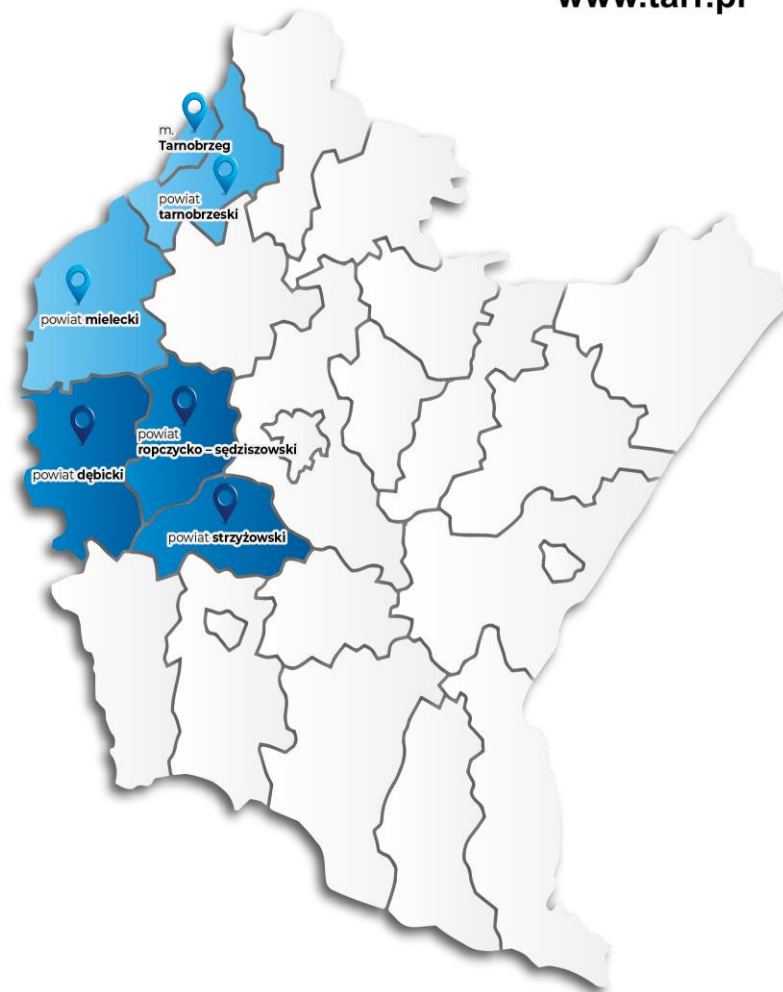 www.tarr.pl
m.
Tarnobrzeg
powiat
tarnobrzeski
powiat mielecki
powiat
ropczycko – sędziszowski
powiat dębicki
powiat strzyżowski